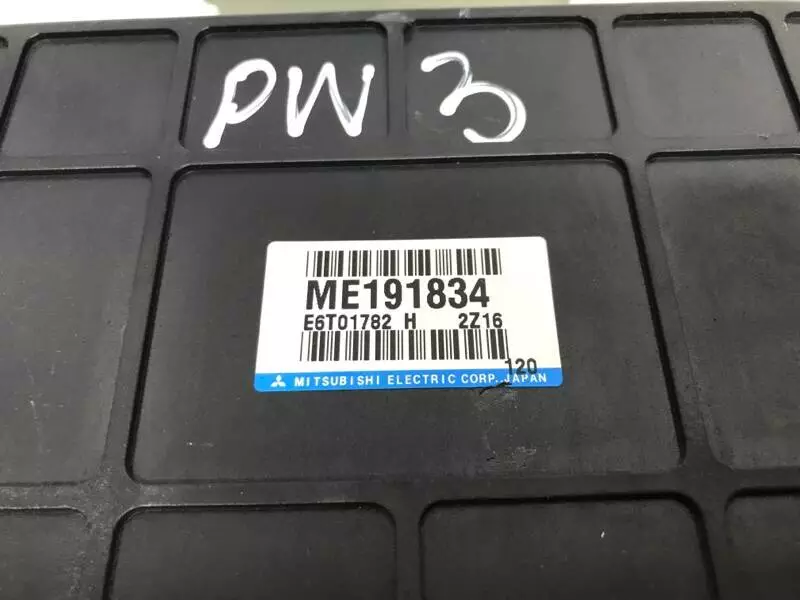 PW 3
ME191834
E6T01782 H 2Z16
120
MITSUBISHI ELECTRIC CORP. JAPAN